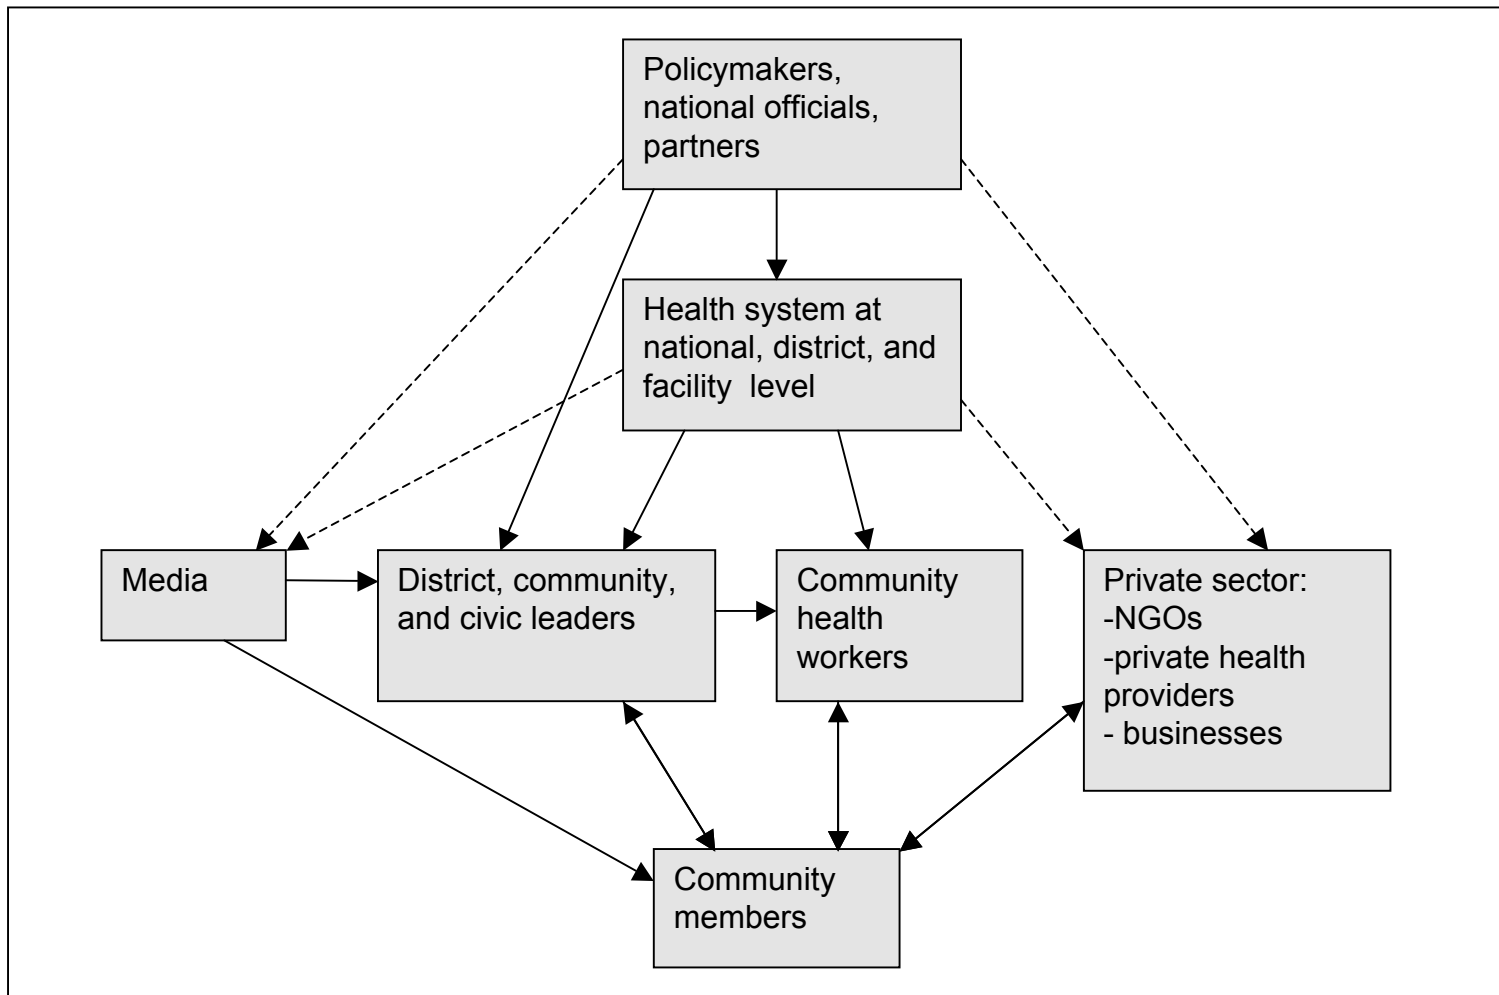 Policymakers,
national officials,
partners
Health system at
national, district, and
facility  level
Media
District, community,
and civic leaders
Community
health
workers
Private sector:
-NGOs
-private health
providers
- businesses
Community
members